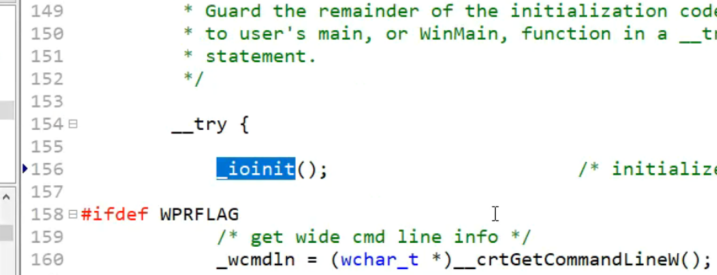 149 * Guard the remainder of the initialization code
150 * to user's main, or WinMain, function in a __tr
151 * statement.
152 */
153
154 __try {
155
156 _ioinit(); /* initialize
157
158 #ifdef WPRFLAG
159 /* get wide cmd line info */
160 _wcmdln = (wchar_t *)__crtGetCommandLineW();